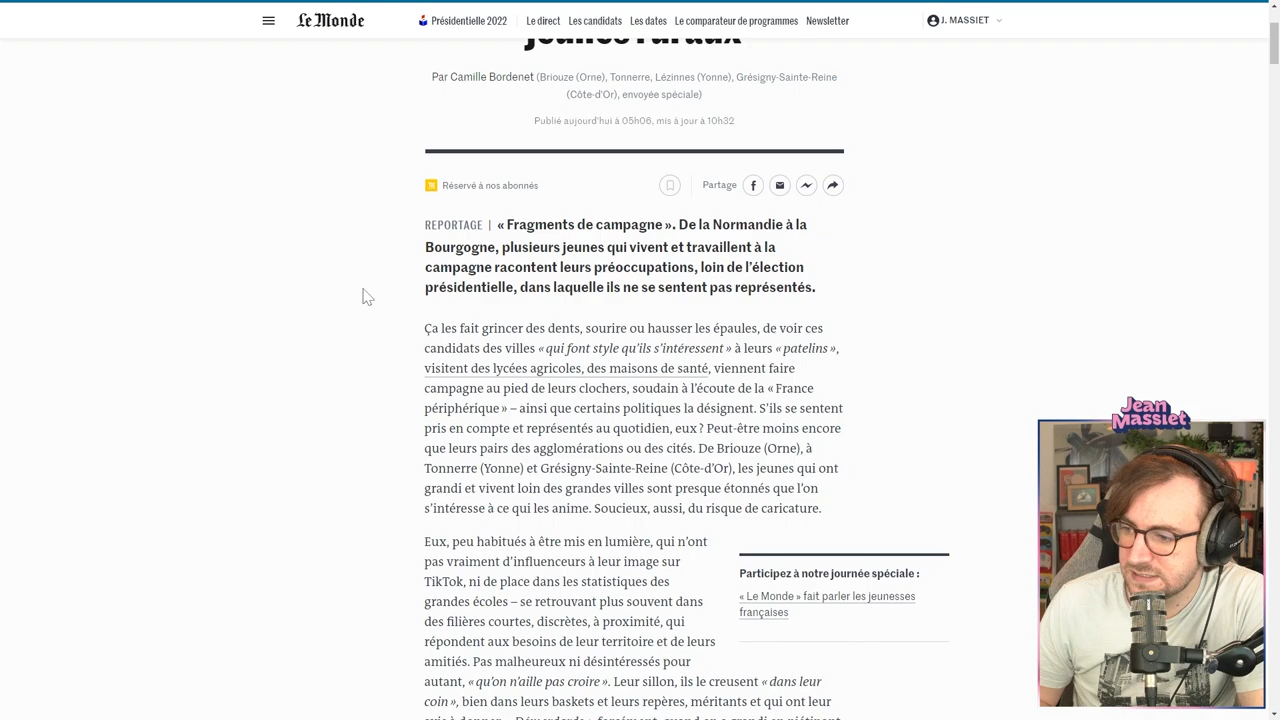 Le Monde
Présidentielle 2022
Le direct
Les candidats
Les dates
Le comparateur de programmes
Newsletter
J. MASSIET
jeunes ruraux
Par Camille Bordenet (Briouze (Orne), Tonnerre, Lézinnes (Yonne), Grésigny-Sainte-Reine
(Côte-d'Or), envoyée spéciale)
Publié aujourd'hui à 05h06, mis à jour à 10h32
Réservé à nos abonnés
Partage
REPORTAGE | « Fragments de campagne ». De la Normandie à la
Bourgogne, plusieurs jeunes qui vivent et travaillent à la
campagne racontent leurs préoccupations, loin de l’élection
présidentielle, dans laquelle ils ne se sentent pas représentés.
Ça les fait grincer des dents, sourire ou hausser les épaules, de voir ces
candidats des villes « qui font style qu’ils s’intéressent » à leurs « patelins »,
visitent des lycées agricoles, des maisons de santé, viennent faire
campagne au pied de leurs clochers, soudain à l’écoute de la « France
périphérique » – ainsi que certains politiques la désignent. S’ils se sentent
pris en compte et représentés au quotidien, eux ? Peut-être moins encore
que leurs pairs des agglomérations ou des cités. De Briouze (Orne), à
Tonnerre (Yonne) et Grésigny-Sainte-Reine (Côte-d’Or), les jeunes qui ont
grandi et vivent loin des grandes villes sont presque étonnés que l’on
s’intéresse à ce qui les anime. Soucieux, aussi, du risque de caricature.
Eux, peu habitués à être mis en lumière, qui n’ont
pas vraiment d’influenceurs à leur image sur
TikTok, ni de place dans les statistiques des
grandes écoles – se retrouvant plus souvent dans
des filières courtes, discrètes, à proximité, qui
répondent aux besoins de leur territoire et de leurs
amitiés. Pas malheureux ni désintéressés pour
autant, « qu’on n’aille pas croire ». Leur sillon, ils le creusent « dans leur
coin », bien dans leurs baskets et leurs repères, méritants et qui ont leur
Participez à notre journée spéciale :
« Le Monde » fait parler les jeunesses
françaises
Jean
Massiet